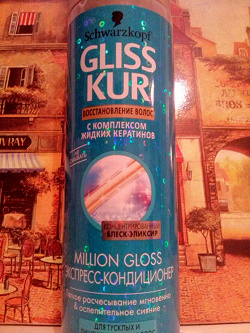 Schwarzkopf
GLISS
KUR
ВОССТАНОВЛЕНИЕ ВОЛОС
С КОМПЛЕКСОМ
ЖИДКИХ КЕРАТИНОВ
КОНЦЕНТРИРОВАННЫЙ
БЛЕСК-ЭЛИКСИР
MILLION GLOSS
ЭКСПРЕСС-КОНДИЦИОНЕР
расчесывание мгновенно
& ослепительное сияние
ДЛЯ ТУСКЛЫХ И